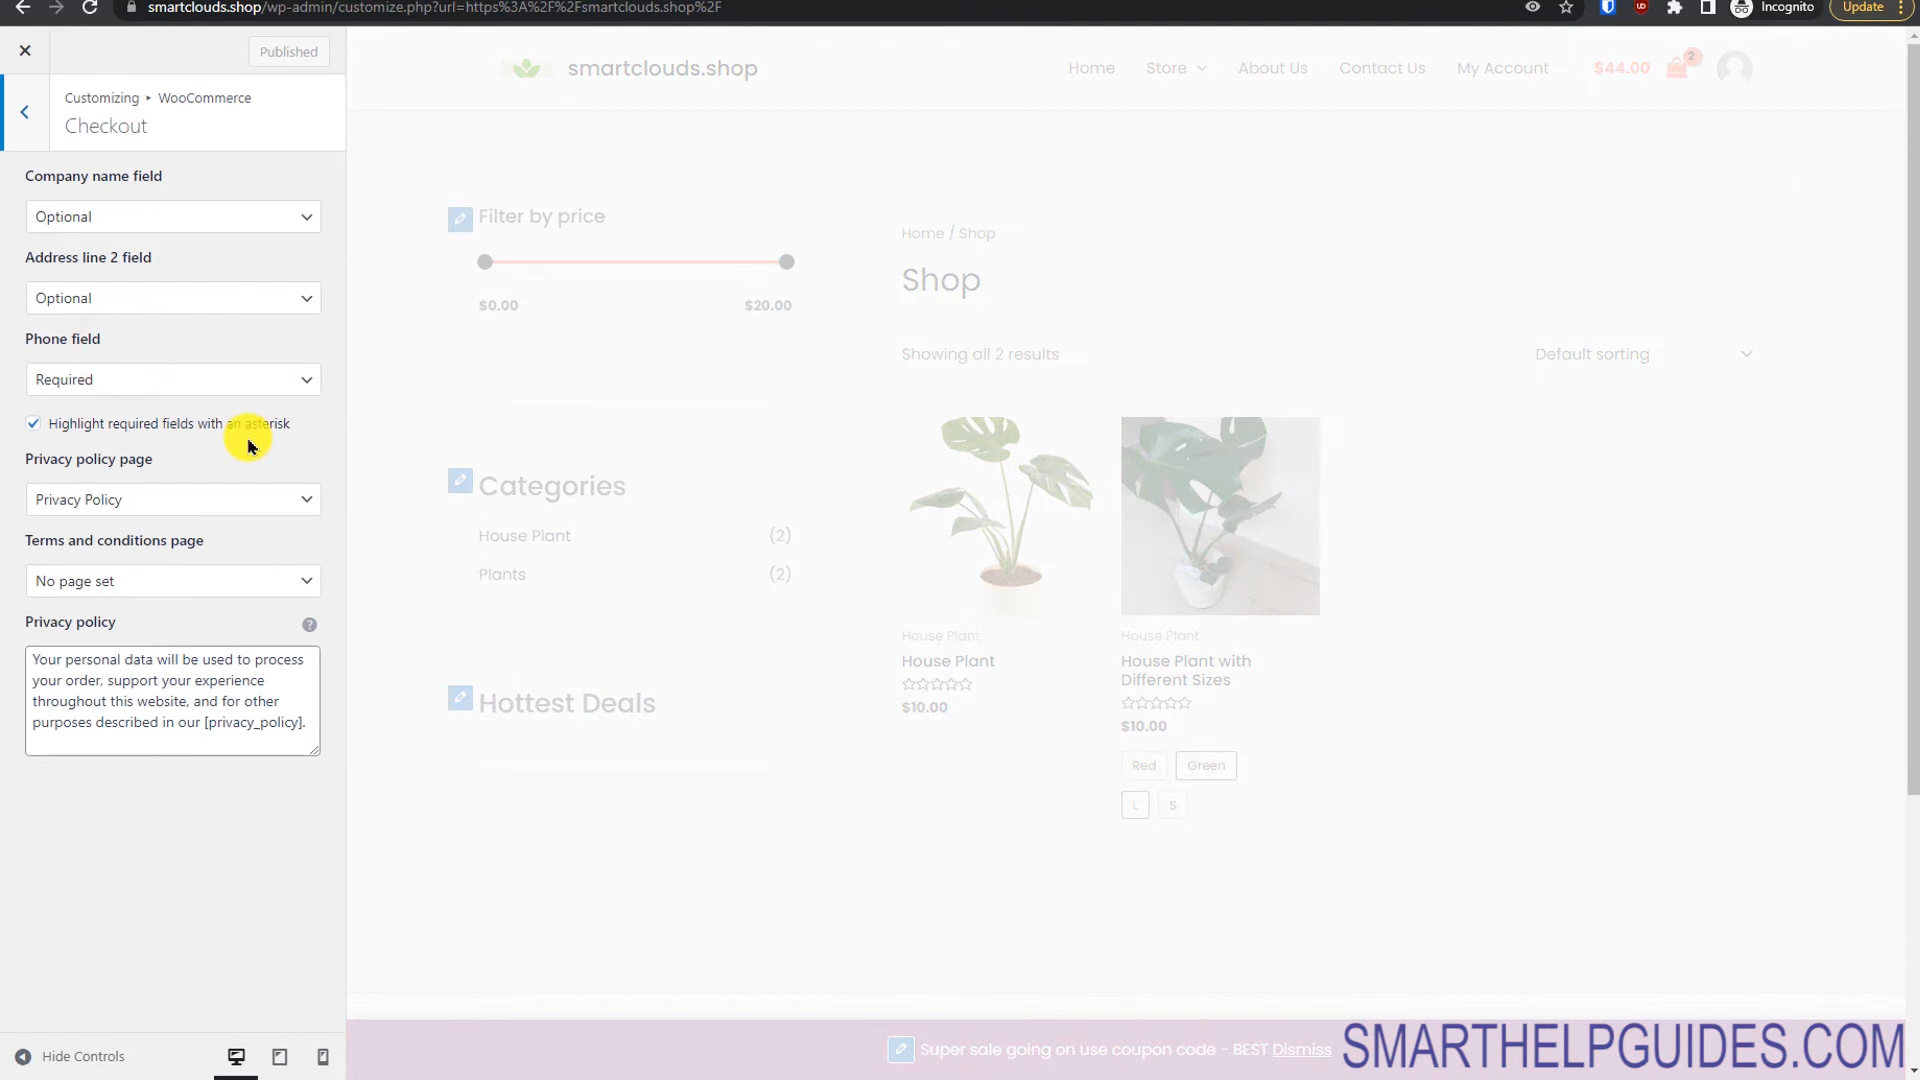 smartclouds.shop/wp-admin/customize.php?url=https%3A%2F%2Fsmartclouds.shop%2F
Incognito
Update
Published
Customizing ▸ WooCommerce
Checkout
Company name field
Optional
Address line 2 field
Optional
Phone field
Required
Highlight required fields with an asterisk
Privacy policy page
Privacy Policy
Terms and conditions page
No page set
Privacy policy
?
Your personal data will be used to process
your order, support your experience
throughout this website, and for other
purposes described in our [privacy_policy].
Hide Controls
smartclouds.shop
Home
Store
About Us
Contact Us
My Account
$44.00
2
Filter by price
$0.00
$20.00
Categories
House Plant
(2)
Plants
(2)
Hottest Deals
Home / Shop
Shop
Showing all 2 results
Default sorting
House Plant
House Plant
$10.00
House Plant
House Plant with
Different Sizes
$10.00
Red
Green
L
S
Super sale going on use coupon code - BEST Dismiss
SMARTHELPGUIDES.COM